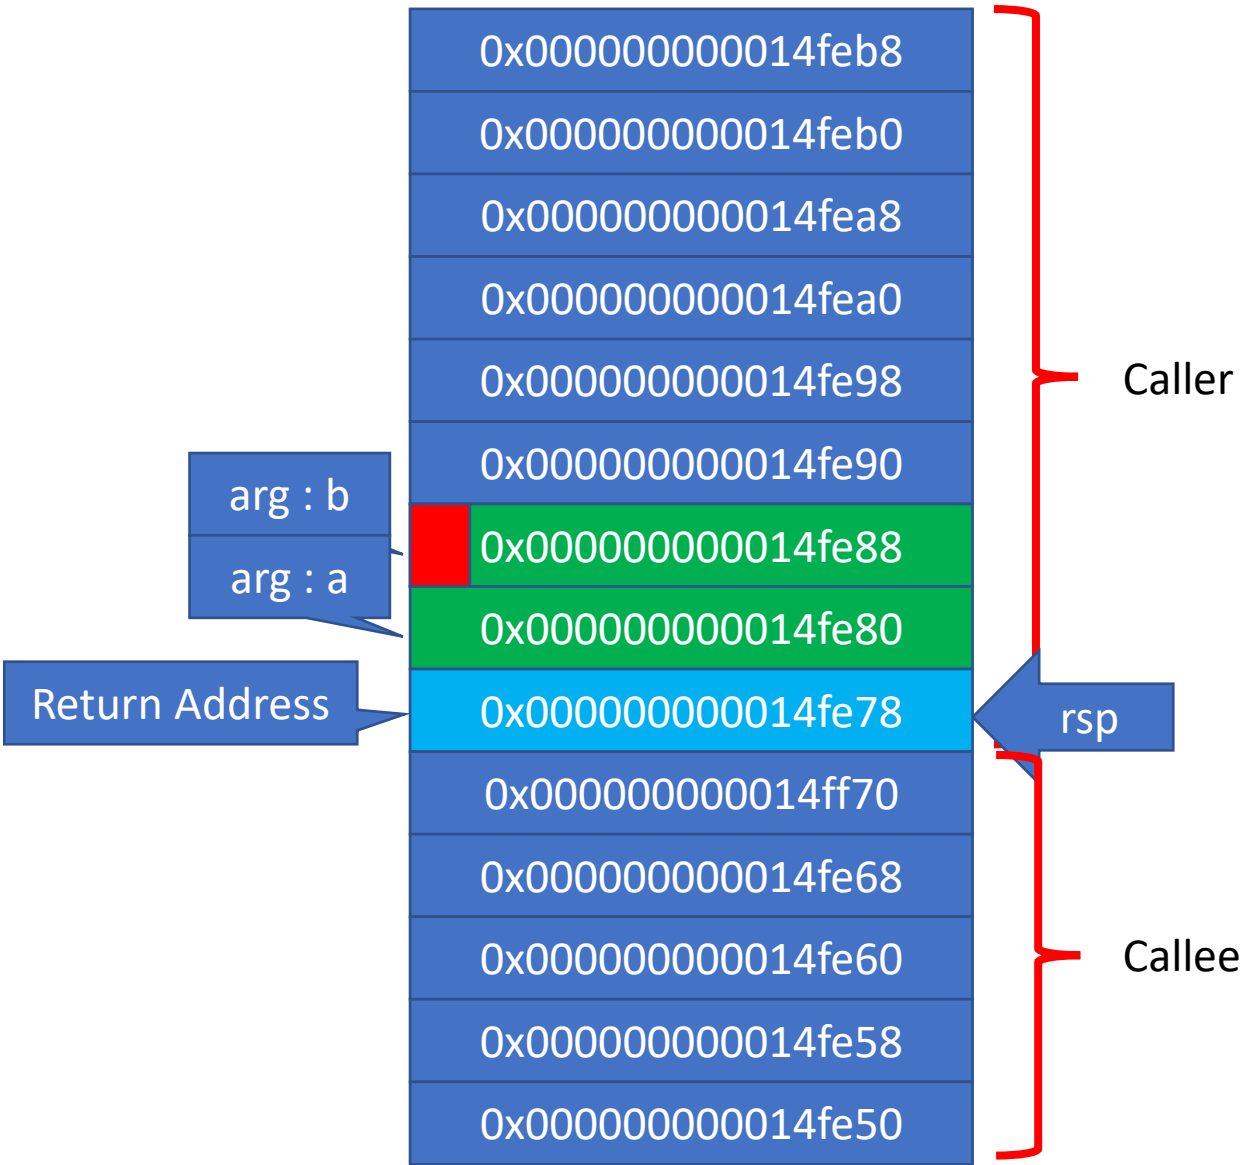 0x000000000014feb8
0x000000000014feb0
0x000000000014fea8
0x000000000014fea0
0x000000000014fe98
Caller
0x000000000014fe90
arg : b
0x000000000014fe88
arg : a
0x000000000014fe80
Return Address
0x000000000014fe78
rsp
0x000000000014ff70
0x000000000014fe68
0x000000000014fe60
Callee
0x000000000014fe58
0x000000000014fe50